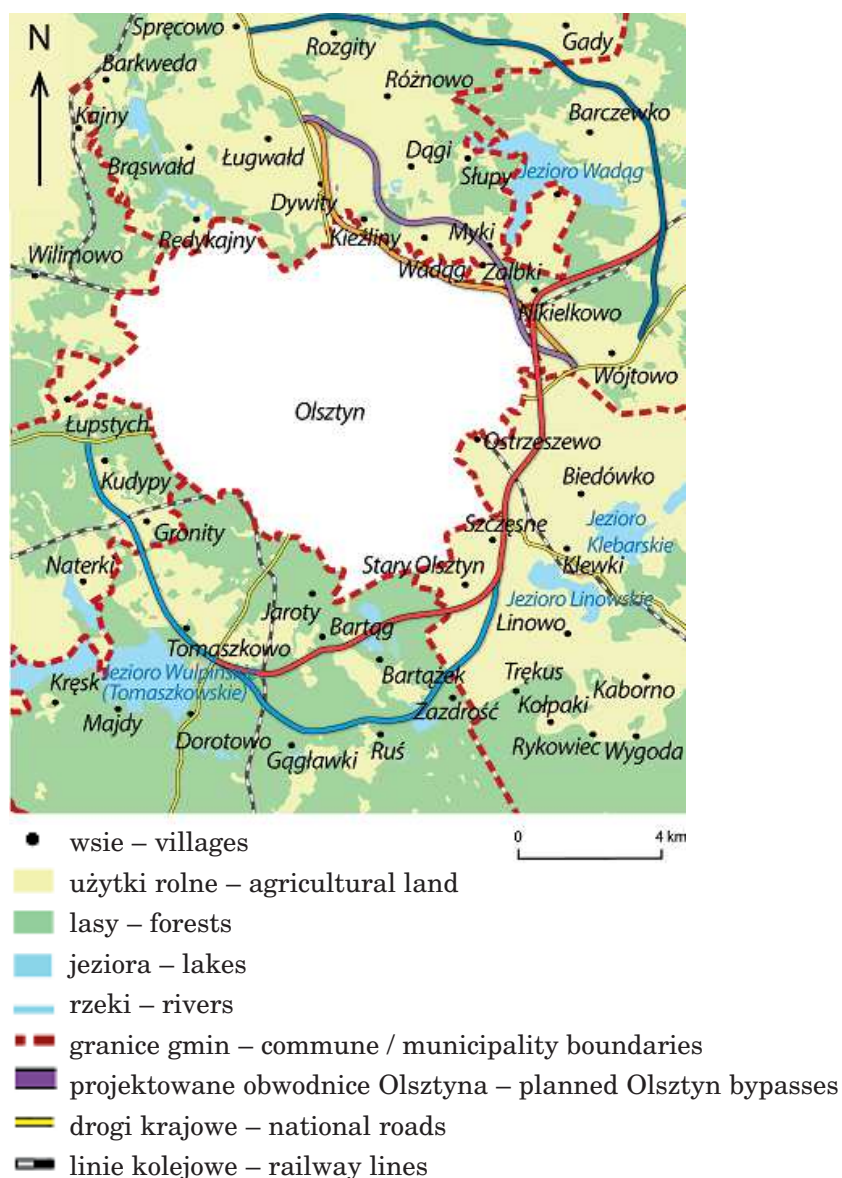 N
Spręcowo
Rozgity
Gady
Barkweda
Różnowo
Kajny
Barczewko
Ługwałd
Dągi
Brąswałd
Słupy
Jezioro Wadąg
Dywity
Redykajny
Kieźliny
Myki
Wilimowo
Wadąg
Zalbki
Nikielkowo
Wójtowo
Olsztyn
Łupstych
Ostrzeszewo
Kudypy
Biedówko
Gronity
Szczęsne
Jezioro
Klebarskie
Naterki
Stary Olsztyn
Klewki
Jaroty
Jezioro Linowskie
Bartąg
Linowo
Tomaszkowo
Jezioro Wulpińskie
(Tomaszkowskie)
Bartążek
Trękus
Kręsk
Kaborno
Majdy
Zazdrość
Kołpaki
Dorotowo
Gągławki
Ruś
Rykowiec
Wygoda
0 4 km
wsie – villages
użytki rolne – agricultural land
lasy – forests
jeziora – lakes
rzeki – rivers
granice gmin – commune / municipality boundaries
projektowane obwodnice Olsztyna – planned Olsztyn bypasses
drogi krajowe – national roads
linie kolejowe – railway lines